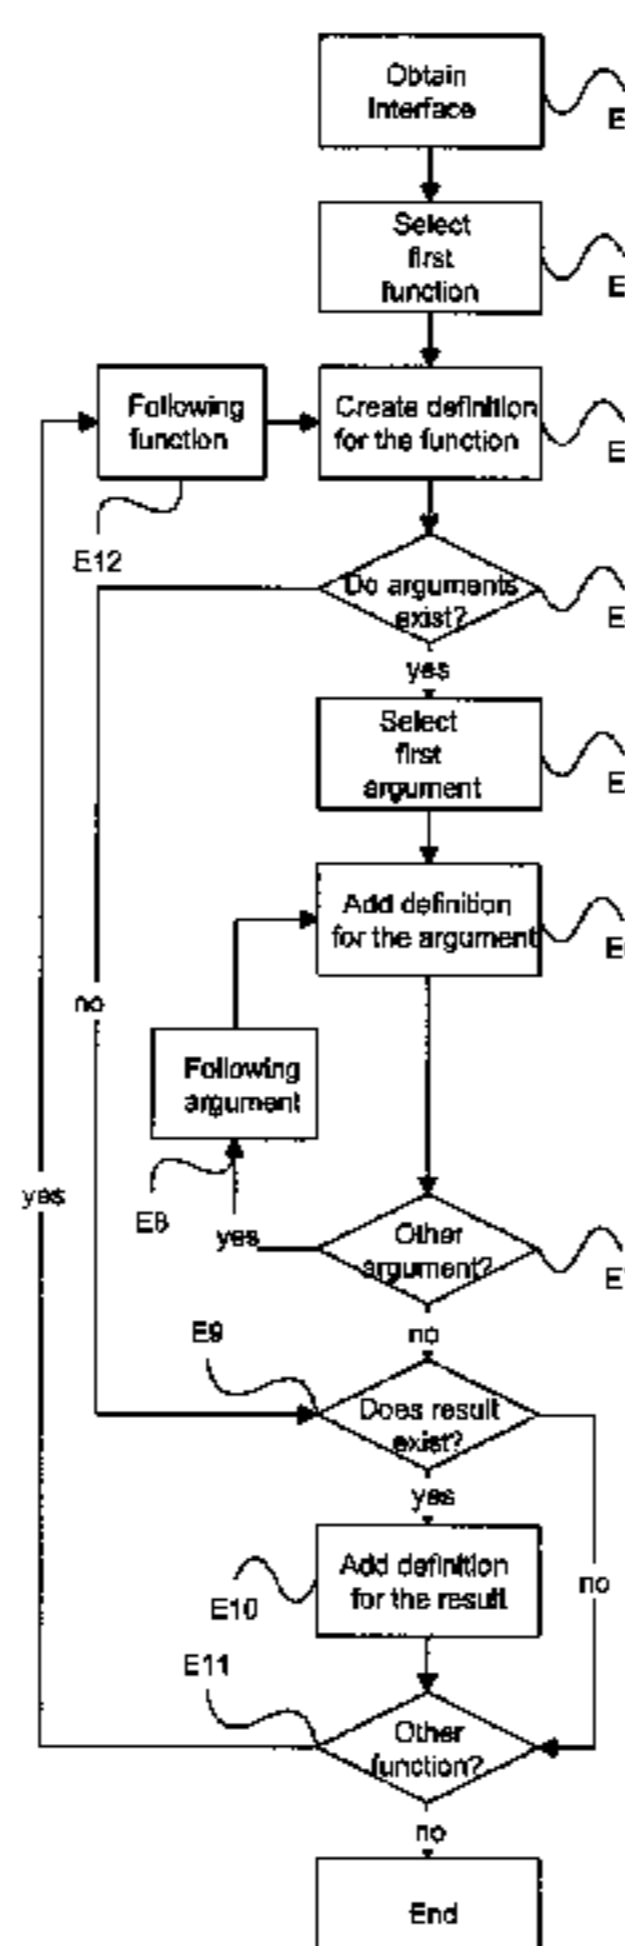 Obtain
Interface
E
Select
first
function
E
Following
function
Create definition
for the function
E
E12
Do arguments
exist?
E
yes
Select
first
argument
E
Add definition
for the argument
E
no
Following
argument
yes
E8
yes
Other
argument?
E
no
E9
Does result
exist?
yes
Add definition
for the result
no
E10
E11
Other
function?
no
End